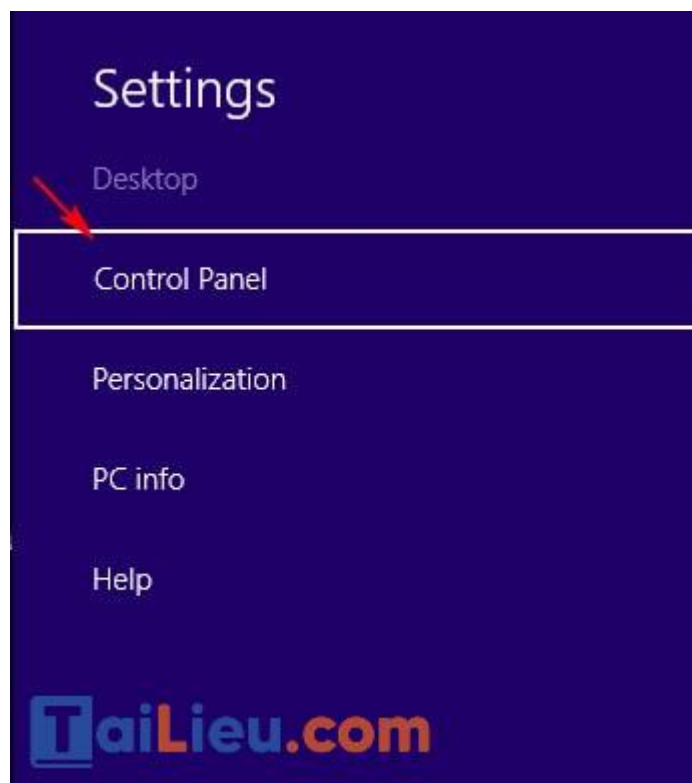 Settings
Desktop
Control Panel
Personalization
PC info
Help
TaiLieu.com